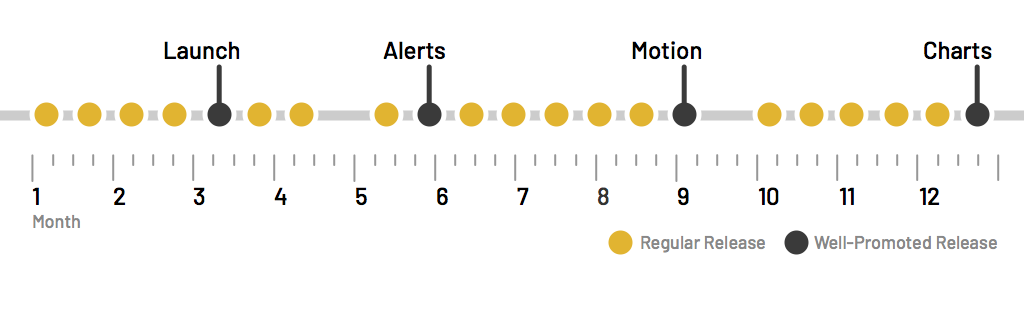 Launch Alerts Motion Charts
1 2 3 4 5 6 7 8 9 10 11 12
Month
Regular Release Well-Promoted Release